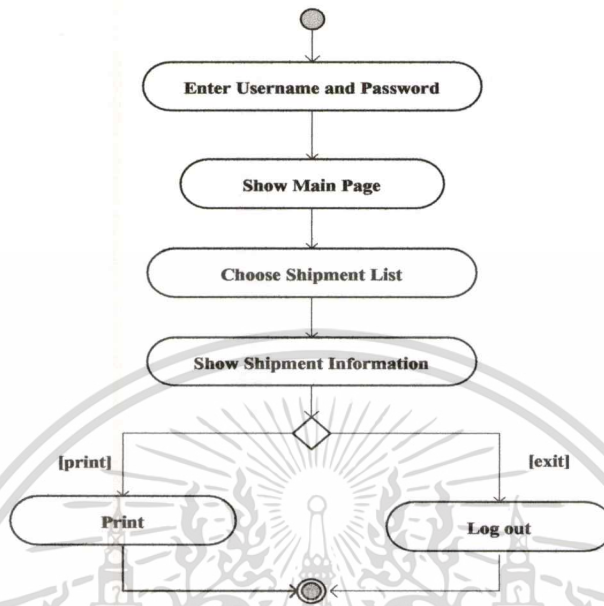 Enter Username and Password
Show Main Page
Choose Shipment List
Show Shipment Information
[print]
[exit]
Print
Log out